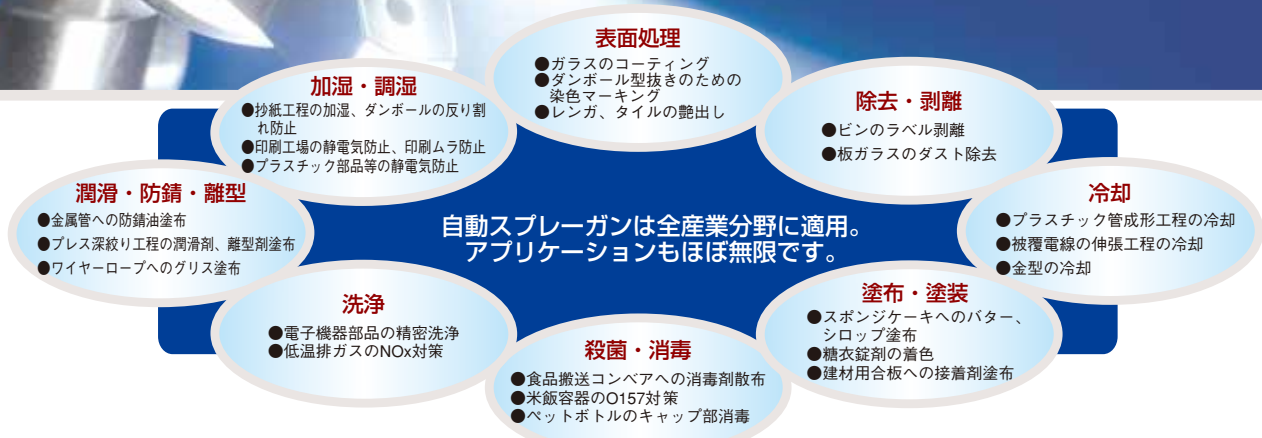 表面処理
●ガラスのコーティング
●ダンボール型抜きのための
染色マーキング
●レンガ、タイルの艶出し
加湿・調湿
●抄紙工程の加湿、ダンボールの反り割
れ防止
●印刷工場の静電気防止、印刷ムラ防止
●プラスチック部品等の静電気防止
除去・剥離
●ビンのラベル剥離
●板ガラスのダスト除去
潤滑・防錆・離型
●金属管への防錆油塗布
●プレス深絞り工程の潤滑剤、離型剤塗布
●ワイヤーロープへのグリス塗布
自動スプレーガンは全産業分野に適用。
アプリケーションもほぼ無限です。
冷却
●プラスチック管成形工程の冷却
●被覆電線の伸張工程の冷却
●金型の冷却
洗浄
●電子機器部品の精密洗浄
●低温排ガスのNOx対策
殺菌・消毒
●食品搬送コンベアへの消毒剤散布
●米飯容器のO157対策
●ペットボトルのキャップ部消毒
塗布・塗装
●スポンジケーキへのバター、
シロップ塗布
●糖衣錠剤の着色
●建材用合板への接着剤塗布